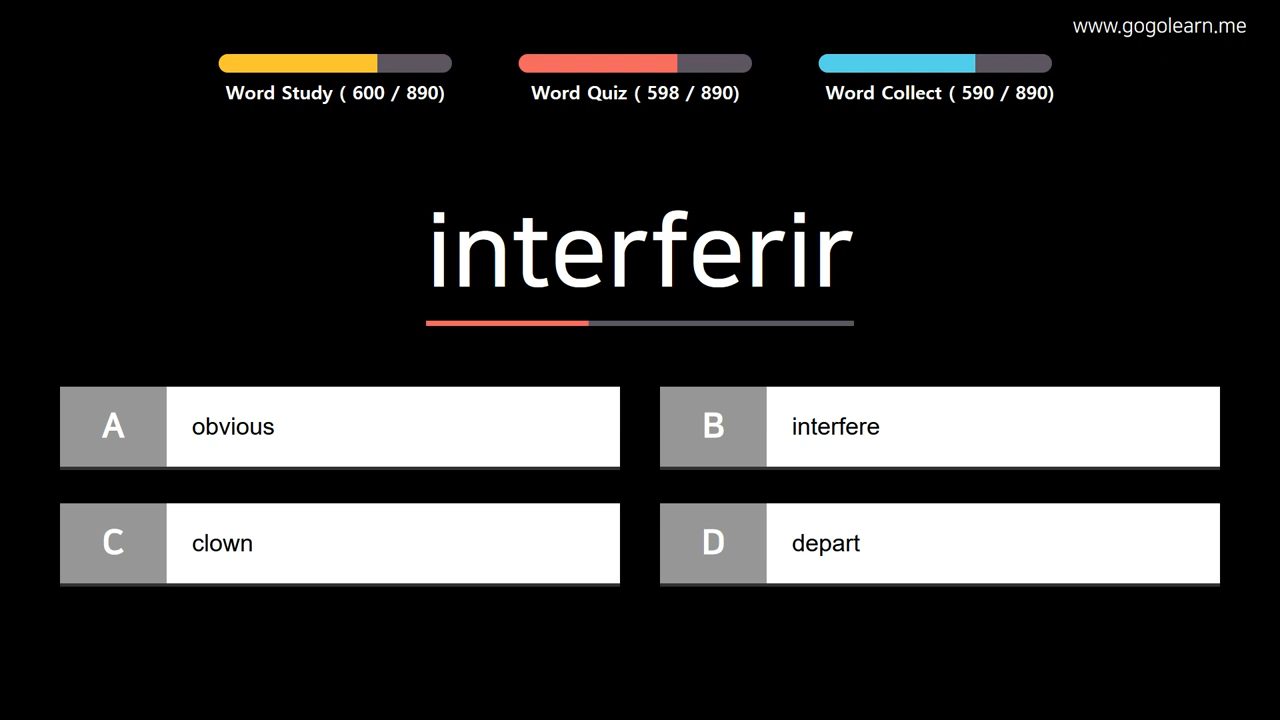 www.gogolearn.me
Word Study ( 600 / 890)
Word Quiz ( 598 / 890)
Word Collect ( 590 / 890)
interferir
A obvious
B interfere
C clown
D depart